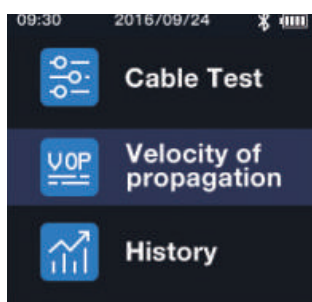 09:30 2016/09/24
Cable Test
VOP
Velocity of
propagation
History